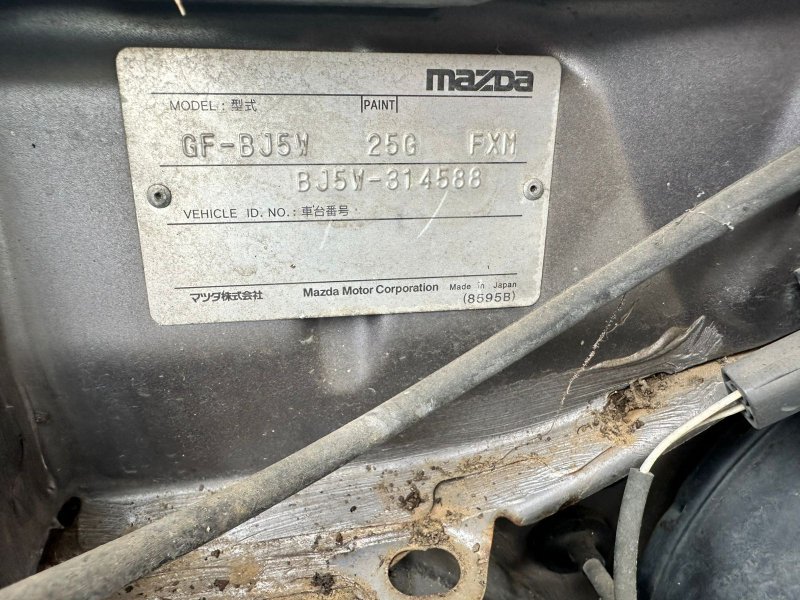 mazda
MODEL : 型式 PAINT
GF-BJ5W 25G FXM
BJ5W-314588
VEHICLE ID. NO. : 車台番号
マツダ株式会社 Mazda Motor Corporation Made in Japan
(8595B)